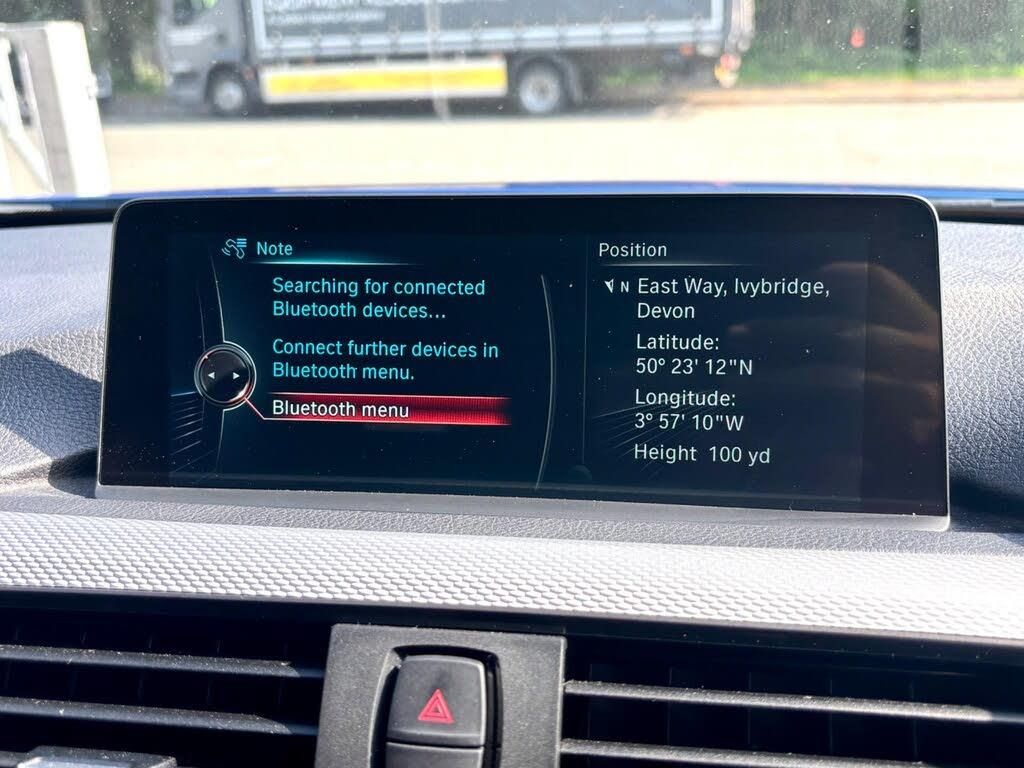 Note
Searching for connected
Bluetooth devices...
Connect further devices in
Bluetooth menu.
Bluetooth menu
Position
N East Way, Ivybridge,
Devon
Latitude:
50° 23' 12"N
Longitude:
3° 57' 10"W
Height 100 yd